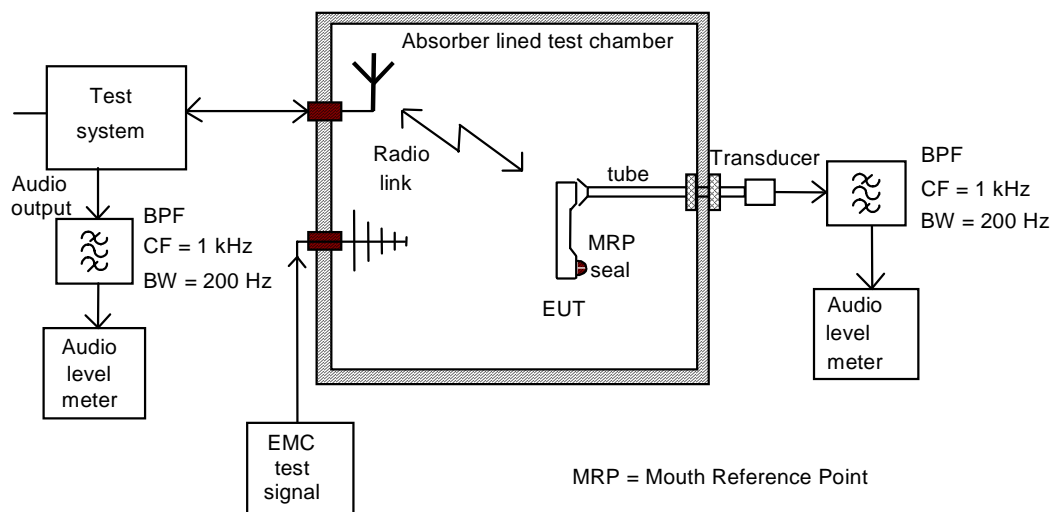 Absorber lined test chamber
Test
system
Radio
link
Audio
output
BPF
CF = 1 kHz
BW = 200 Hz
Audio
level
meter
EMC
test
signal
tube
MRP
seal
EUT
Transducer
BPF
CF = 1 kHz
BW = 200 Hz
Audio
level
meter
MRP = Mouth Reference Point